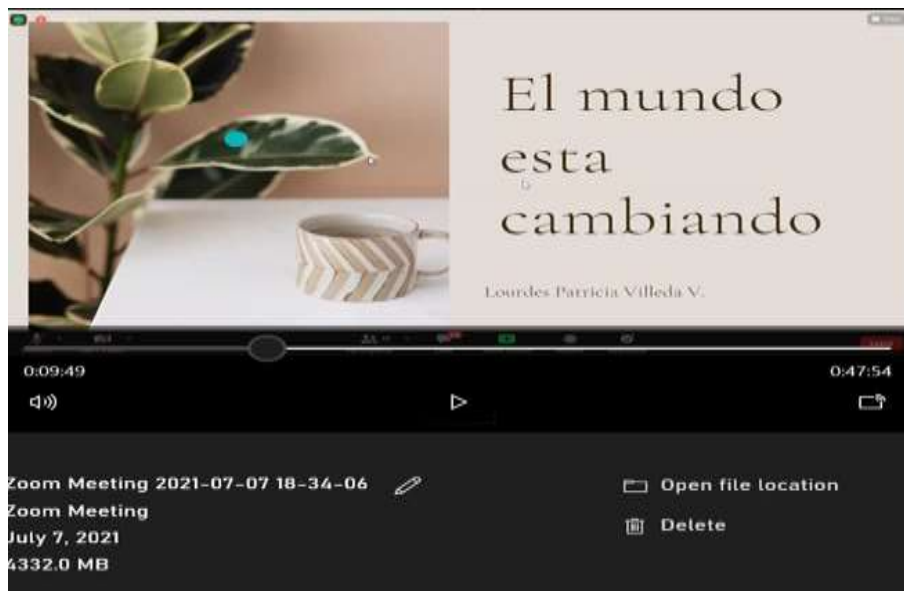 El mundo
esta
cambiando
Lourdes Patricia Villeda V.
0:09:49
0:47:54
Zoom Meeting 2021-07-07 18-34-06
Zoom Meeting
July 7, 2021
4332.0 MB
Open file location
Delete